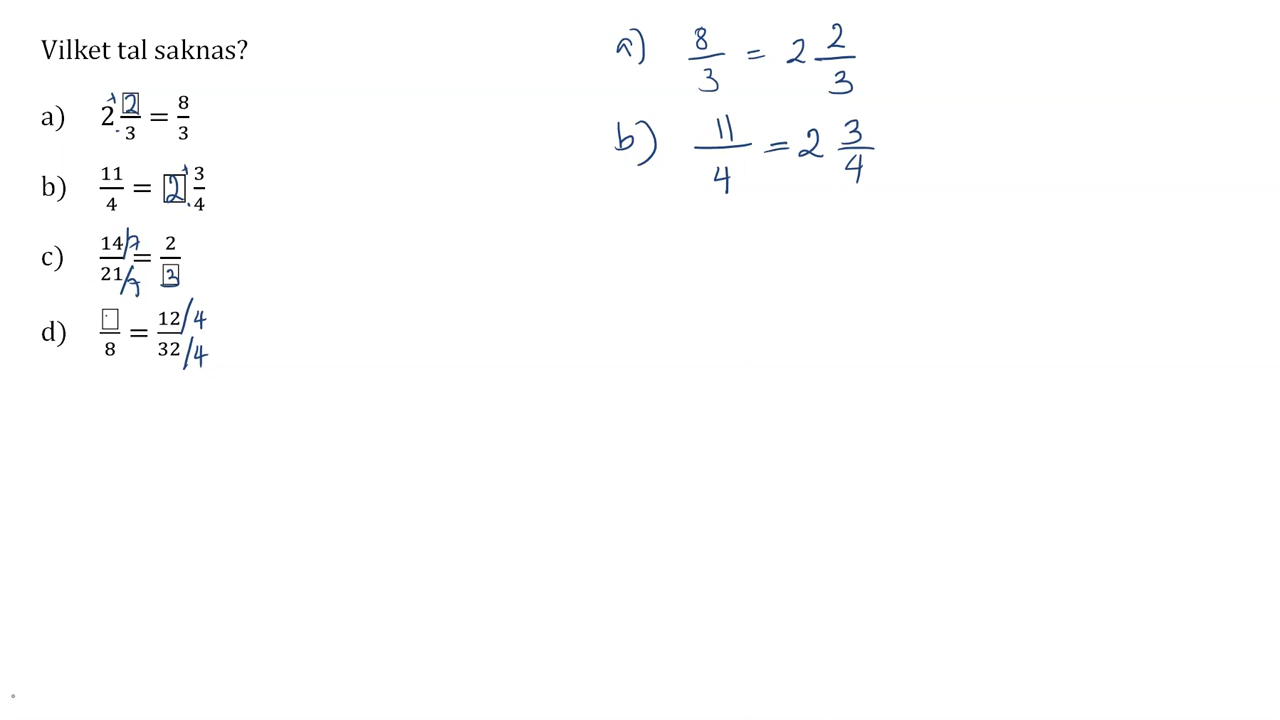 Vilket tal saknas?
a) 2 2/3 = 8/3
b) 11/4 = 2 3/4
c) 14/7 / 21/7 = 2/3
d) □/8 = 12/4 / 32/4
a) 8/3 = 2 2/3
b) 11/4 = 2 3/4